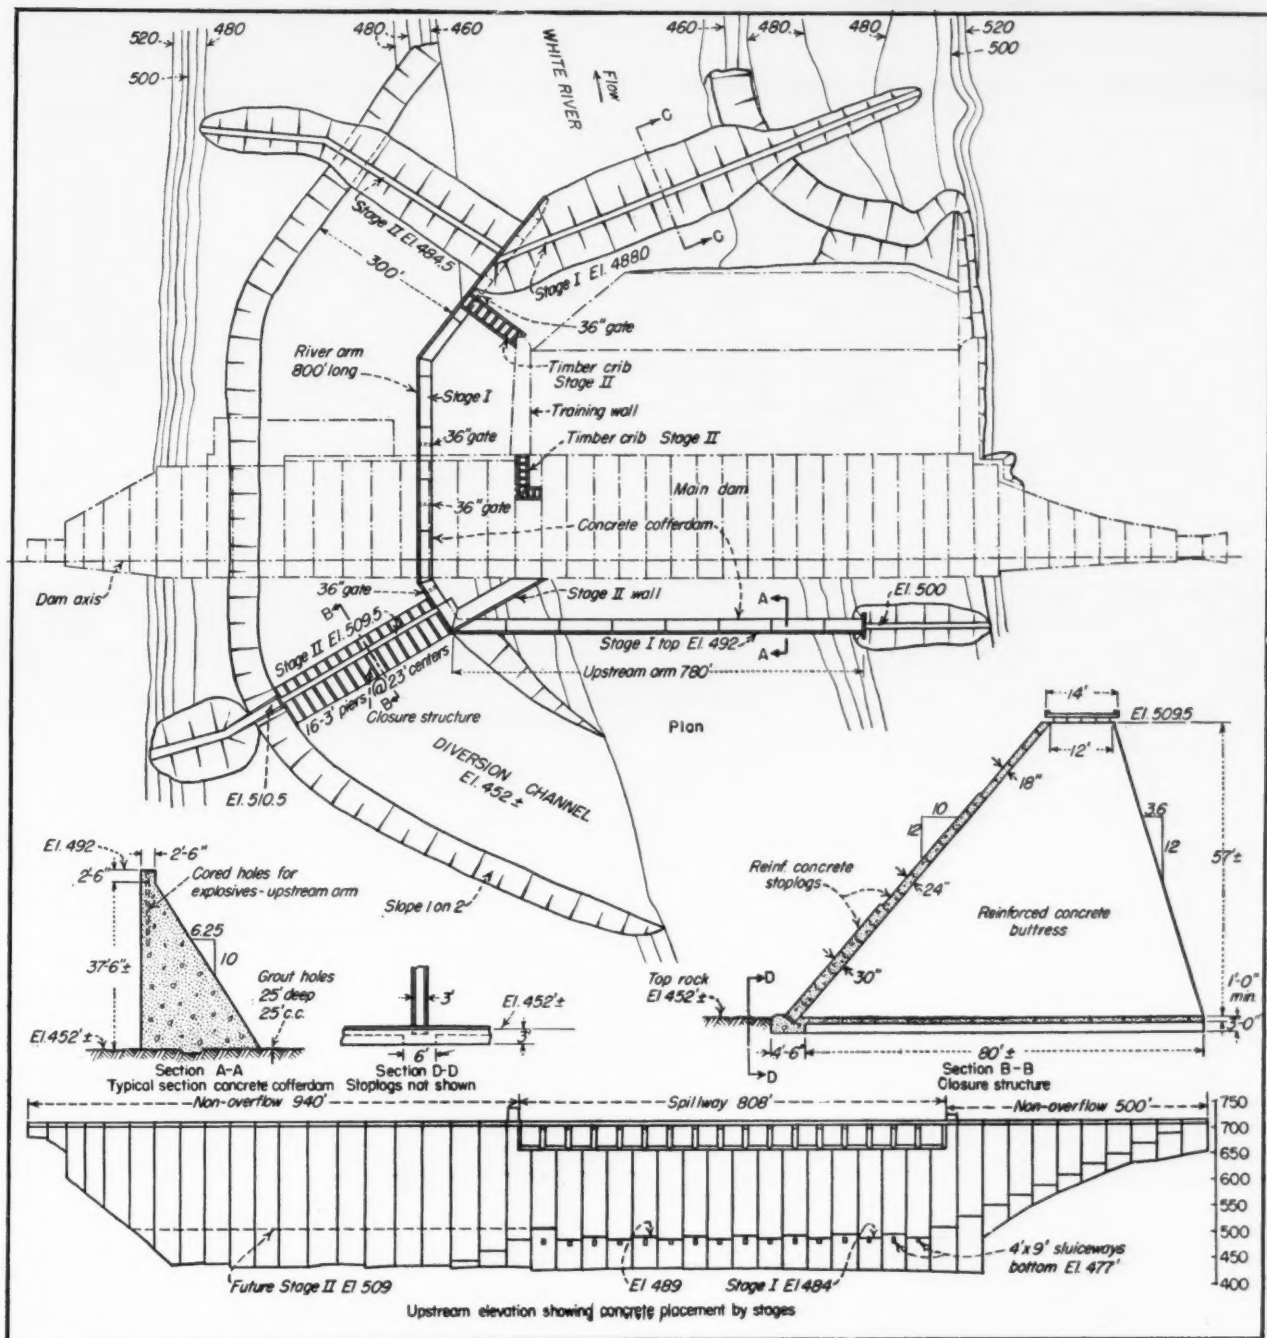 520
480
480
460
460
480
480
520
500
500
WHITE RIVER
Flow
C
C
Stage II El. 484.5
300'
Stage I El. 488.0
36" gate
River arm
800' long
Timber crib
Stage II
Stage I
Training wall
36" gate
Timber crib Stage II
Main dam
36" gate
Concrete cofferdam
Dam axis
36" gate
Stage II wall
El. 500
B
A
Stage II El. 509.5
Stage I top El. 492
A
16-3' piers @ 23' centers
B
Upstream arm 780'
Closure structure
Plan
DIVERSION CHANNEL
El. 452 ±
El. 510.5
Slope 1 on 2
14'
El. 509.5
12'
18"
10
12
3.6
12
57'±
Reinf. concrete
stoplogs
24"
Reinforced concrete
buttress
30"
Top rock
El 452'±
D
1'-0"
min.
3'-0"
4'-6"
80' ±
D
Section B-B
Closure structure
El. 492
2'-6"
2'-6"
Cored holes for
explosives-upstream arm
6.25
10
37'-6"±
Grout holes
25' deep
25' c.c.
El. 452'±
Section A-A
Typical section concrete cofferdam
3'
El. 452'±
3'
6'
Section D-D
Stoplogs not shown
Non-overflow 940'
Spillway 808'
Non-overflow 500'
750
700
650
600
550
500
450
400
Future Stage II El 509
El 489
Stage I El 484
4'x 9' sluiceways
bottom El. 477'
Upstream elevation showing concrete placement by stages